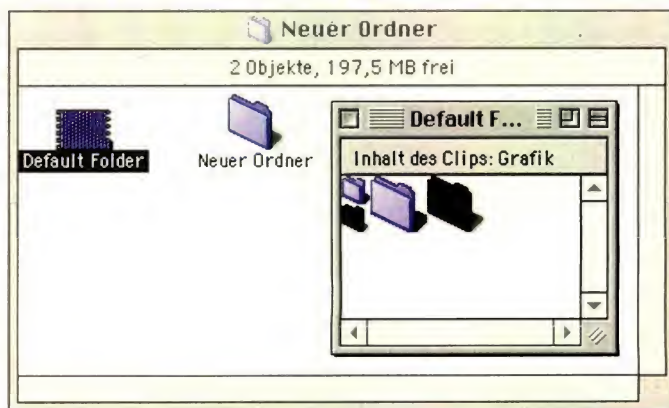 Neuer Ordner
2 Objekte, 197,5 MB frei
Default Folder
Neuer Ordner
Default F...
Inhalt des Clips: Grafik